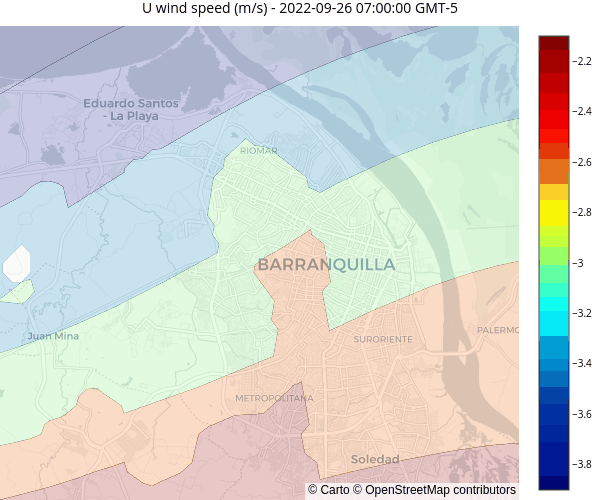 U wind speed (m/s) - 2022-09-26 07:00:00 GMT-5
Eduardo Santos
- La Playa
RIOMAR
BARRANQUILLA
Juan Mina
SURORIENTE
PALERMO
METROPOLITANA
Soledad
© Carto © OpenStreetMap contributors
−2.2
−2.4
−2.6
−2.8
−3
−3.2
−3.4
−3.6
−3.8